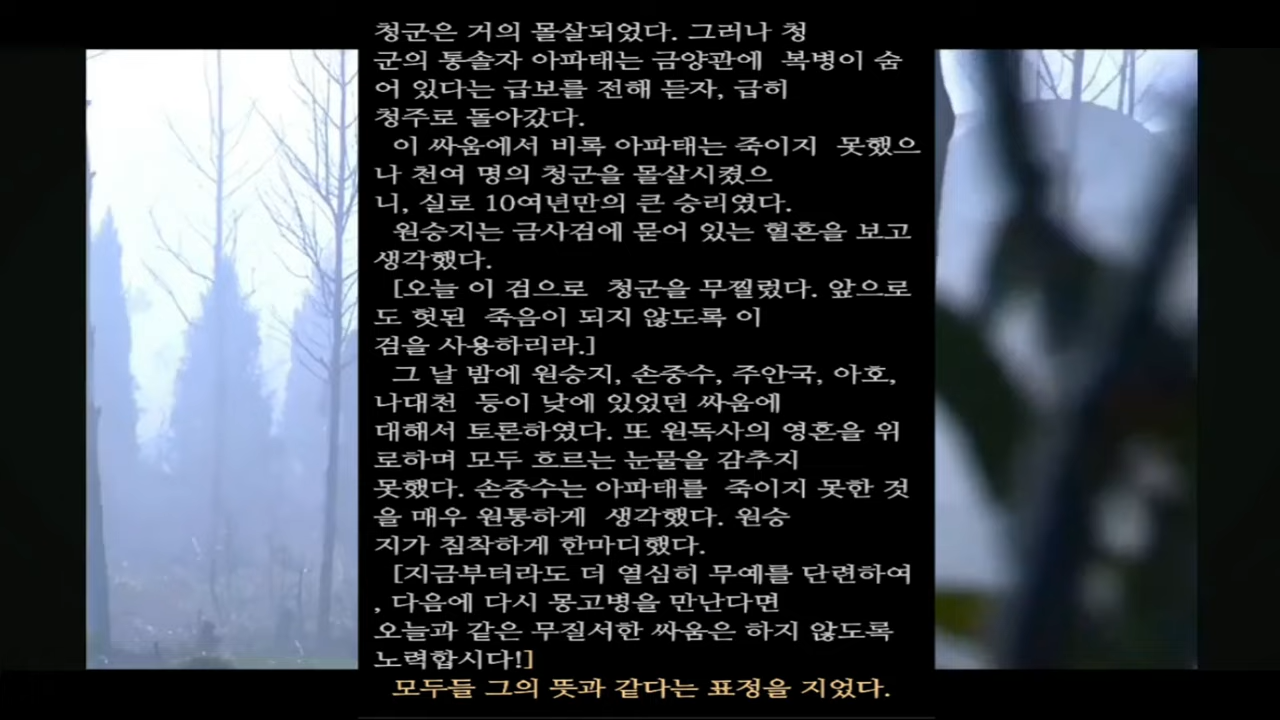 청군은 거의 몰살되었다. 그러나 청
군의 통솔자 아파태는 금양관에 복병이 숨
어 있다는 급보를 전해 듣자, 급히
청주로 돌아갔다.
이 싸움에서 비록 아파태는 죽이지 못했으
나 천여 명의 청군을 몰살시켰으
니, 실로 10여년만의 큰 승리였다.
원승지는 금사검에 묻어 있는 혈흔을 보고
생각했다.
[오늘 이 검으로 청군을 무찔렀다. 앞으로
도 헛된 죽음이 되지 않도록 이
검을 사용하리라.]
그 날 밤에 원승지, 손중수, 주안국, 아호,
나대천 등이 낮에 있었던 싸움에
대해서 토론하였다. 또 원독사의 영혼을 위
로하며 모두 흐르는 눈물을 감추지
못했다. 손중수는 아파태를 죽이지 못한 것
을 매우 원통하게 생각했다. 원승
지가 침착하게 한마디했다.
[지금부터라도 더 열심히 무예를 단련하여
, 다음에 다시 몽고병을 만난다면
오늘과 같은 무질서한 싸움은 하지 않도록
노력합시다!]
모두들 그의 뜻과 같다는 표정을 지었다.